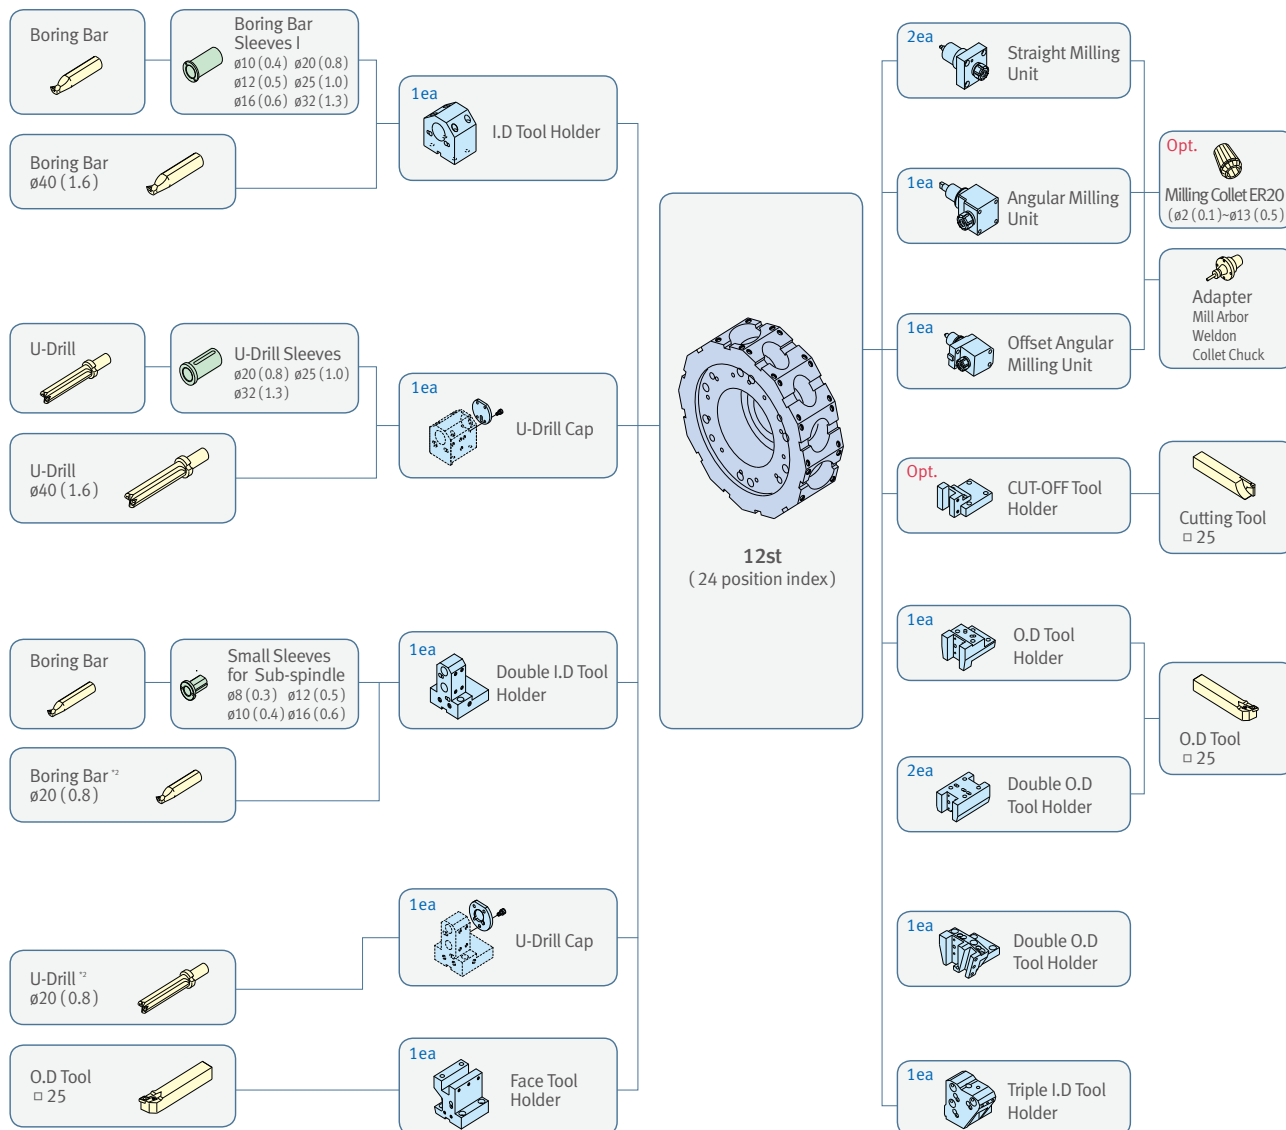 Boring Bar
Boring Bar
Sleeves I
ø10 (0.4) ø20 (0.8)
ø12 (0.5) ø25 (1.0)
ø16 (0.6) ø32 (1.3)
Boring Bar
ø40 (1.6)
1ea
I.D Tool Holder
U-Drill
U-Drill Sleeves
ø20 (0.8) ø25 (1.0)
ø32 (1.3)
U-Drill
ø40 (1.6)
1ea
U-Drill Cap
Boring Bar
Small Sleeves
for Sub-spindle
ø8 (0.3) ø12 (0.5)
ø10 (0.4) ø16 (0.6)
Boring Bar *2
ø20 (0.8)
1ea
Double I.D Tool
Holder
U-Drill *2
ø20 (0.8)
1ea
U-Drill Cap
O.D Tool
□ 25
1ea
Face Tool
Holder
12st
(24 position index)
2ea
Straight Milling
Unit
1ea
Angular Milling
Unit
1ea
Offset Angular
Milling Unit
Opt.
Milling Collet ER20
(ø2 (0.1)~ø13 (0.5)
Adapter
Mill Arbor
Weldon
Collet Chuck
Opt.
CUT-OFF Tool
Holder
Cutting Tool
□ 25
1ea
O.D Tool
Holder
2ea
Double O.D
Tool Holder
O.D Tool
□ 25
1ea
Double O.D
Tool Holder
1ea
Triple I.D Tool
Holder